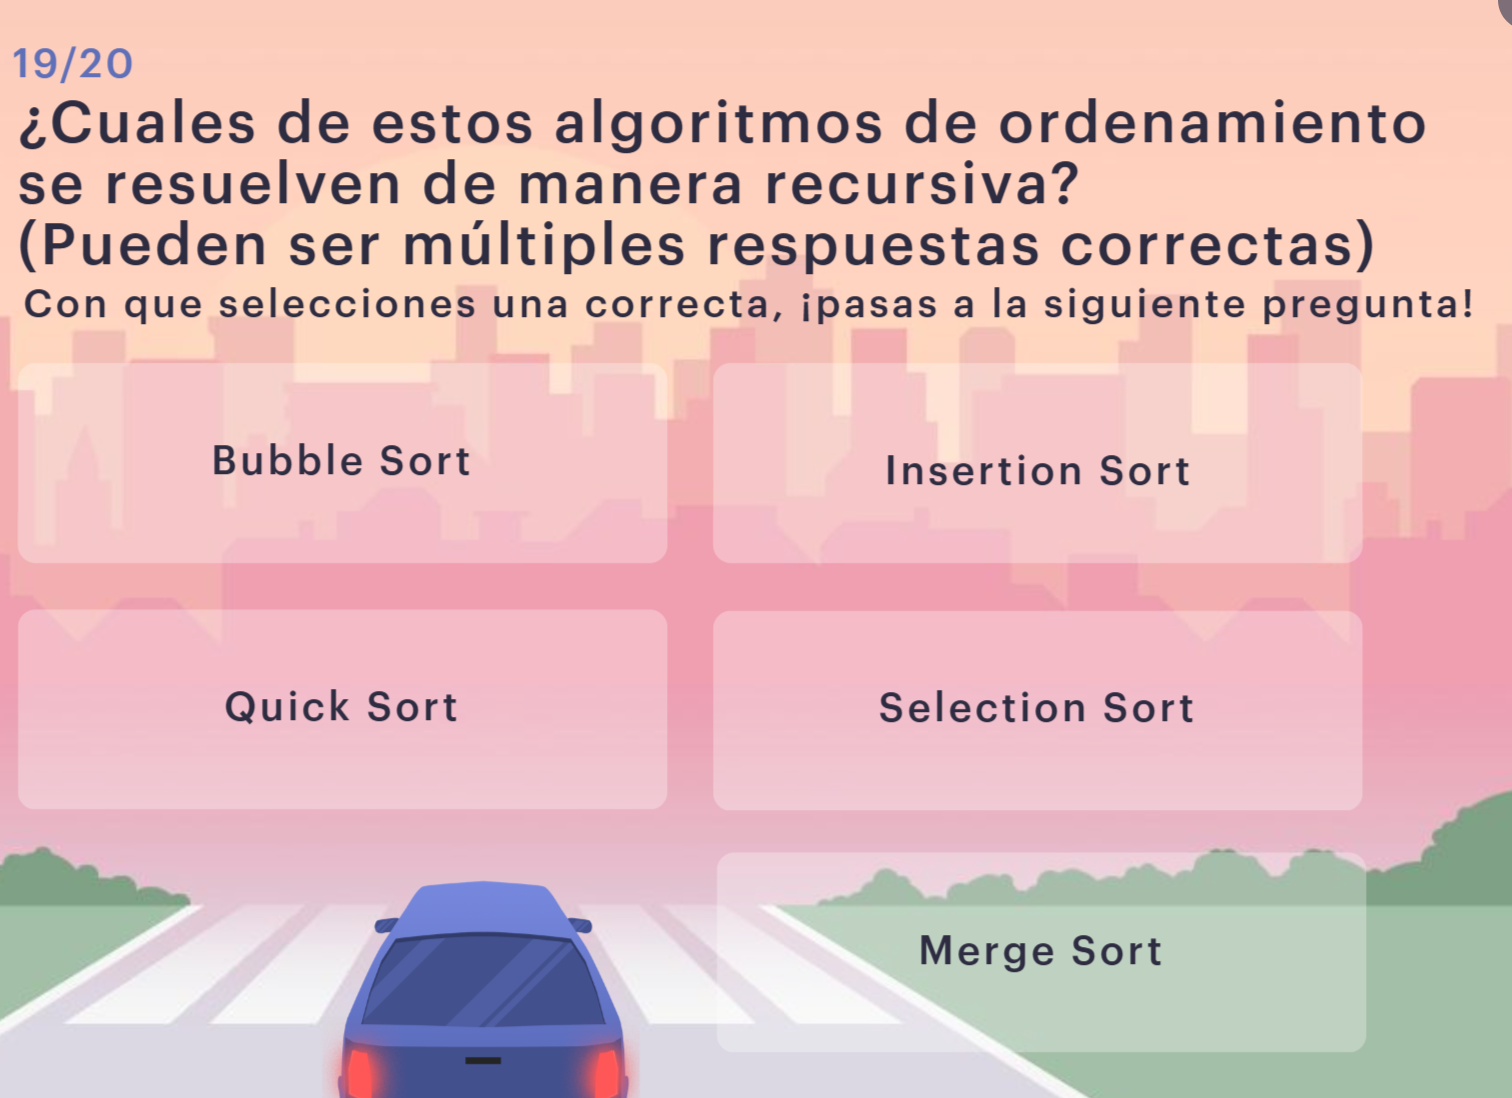 19/20
¿Cuales de estos algoritmos de ordenamiento
se resuelven de manera recursiva?
(Pueden ser múltiples respuestas correctas)
Con que selecciones una correcta, ¡pasas a la siguiente pregunta!
Bubble Sort
Insertion Sort
Quick Sort
Selection Sort
Merge Sort